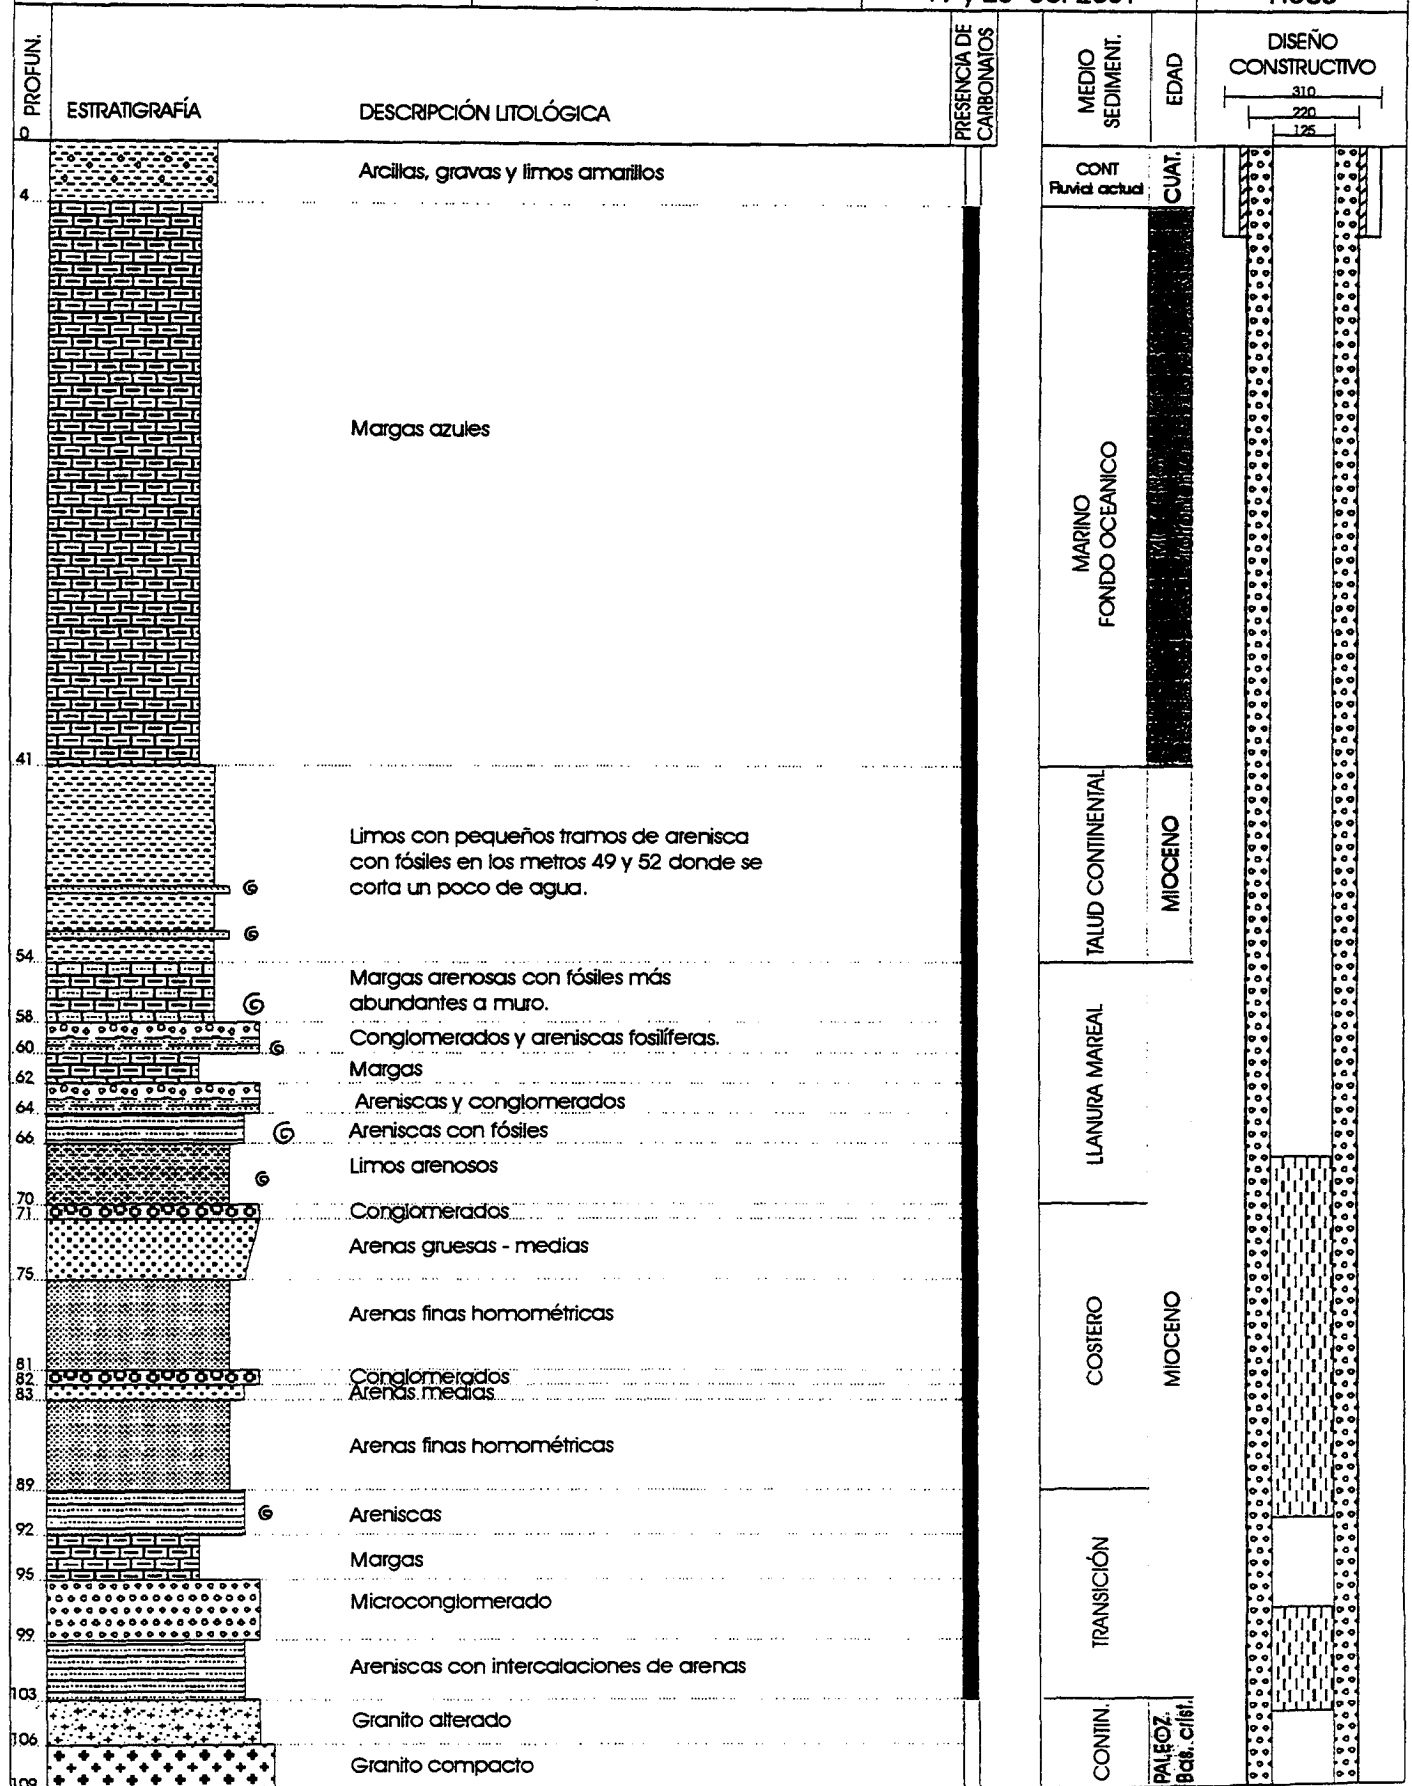 PROFUN.
ESTRATIGRAFÍA
DESCRIPCIÓN LITOLÓGICA
PRESENCIA DE
CARBONATOS
MEDIO
SEDIMENT.
EDAD
DISEÑO
CONSTRUCTIVO
310
220
125
0
Arcillas, gravas y limos amarillos
CONT
Fluvial actual
CUAT.
4
Margas azules
MARINO
FONDO OCEANICO
41
Limos con pequeños tramos de arenisca
con fósiles en los metros 49 y 52 donde se
corta un poco de agua.
TALUD CONTINENTAL
MIOCENO
54
Margas arenosas con fósiles más
abundantes a muro.
58
Conglomerados y areniscas fosilíferas.
60
Margas
62
Areniscas y conglomerados
64
Areniscas con fósiles
66
Limos arenosos
LLANURA MAREAL
70
Conglomerados
71
Arenas gruesas - medias
75
Arenas finas homométricas
81
Conglomerados
82
Arenas medias
83
Arenas finas homométricas
COSTERO
MIOCENO
89
Areniscas
92
Margas
95
Microconglomerado
99
Areniscas con intercalaciones de arenas
TRANSICIÓN
103
Granito alterado
106
Granito compacto
109
CONTIN.
PALEOZ.
Bas. crist.